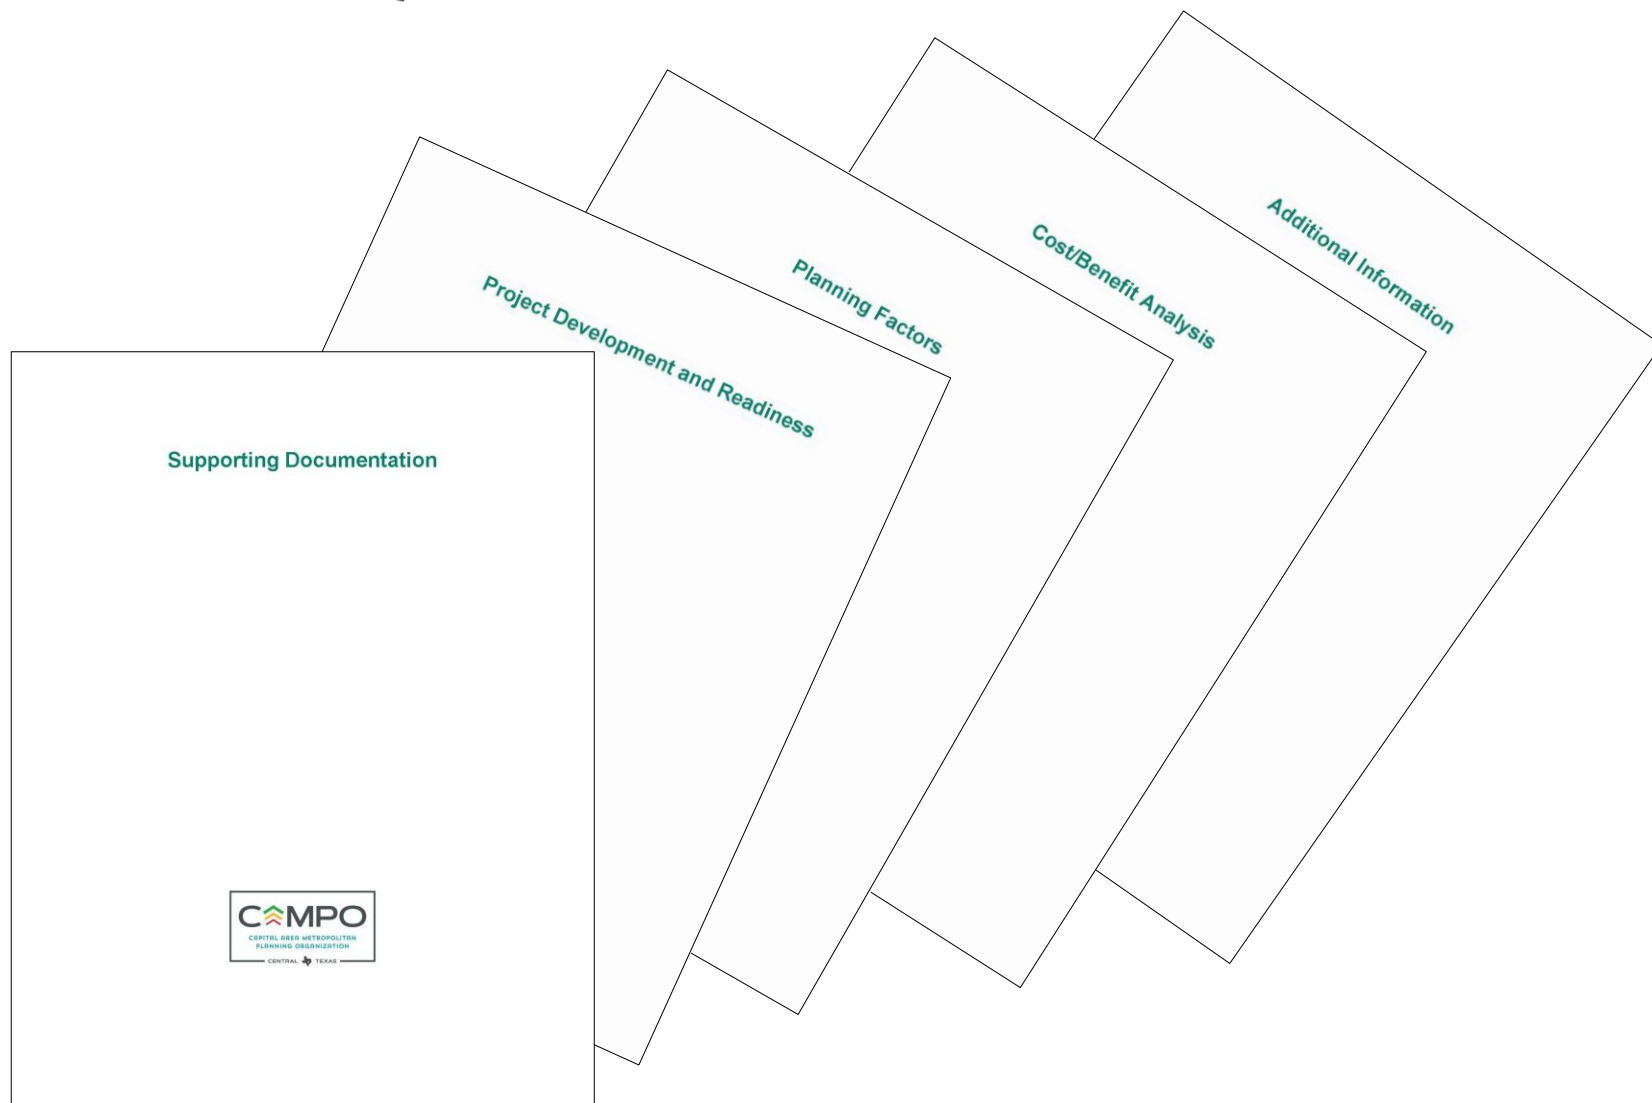 Supporting Documentation
Project Development and Readiness
Planning Factors
Cost/Benefit Analysis
Additional Information
CAMPO
CAPITAL AREA METROPOLITAN
PLANNING ORGANIZATION
CENTRAL TEXAS